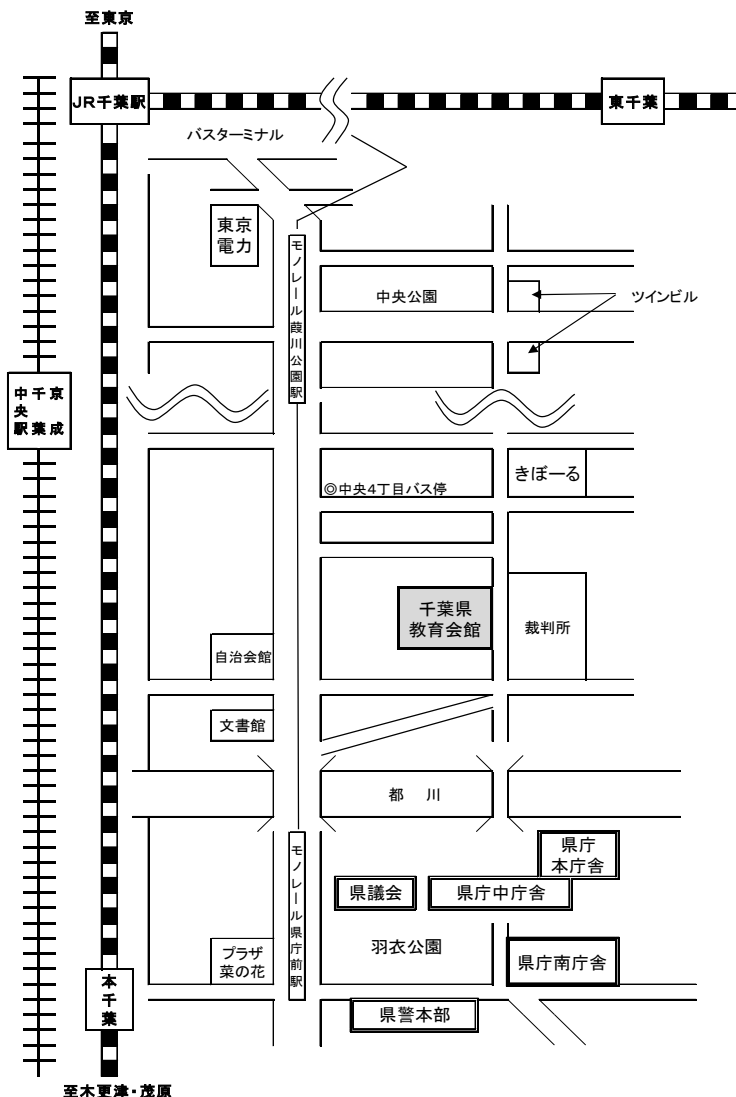 至東京
JR千葉駅
東千葉
バスターミナル
東京
電力
モノレール葭川公園駅
中央公園
ツインビル
京成
千葉
中央駅
◎中央4丁目バス停
きぼーる
千葉県
教育会館
裁判所
自治会館
文書館
都 川
モノレール県庁前駅
県庁
本庁舎
県議会
県庁中庁舎
プラザ
菜の花
羽衣公園
県庁南庁舎
本千葉
県警本部
至木更津・茂原